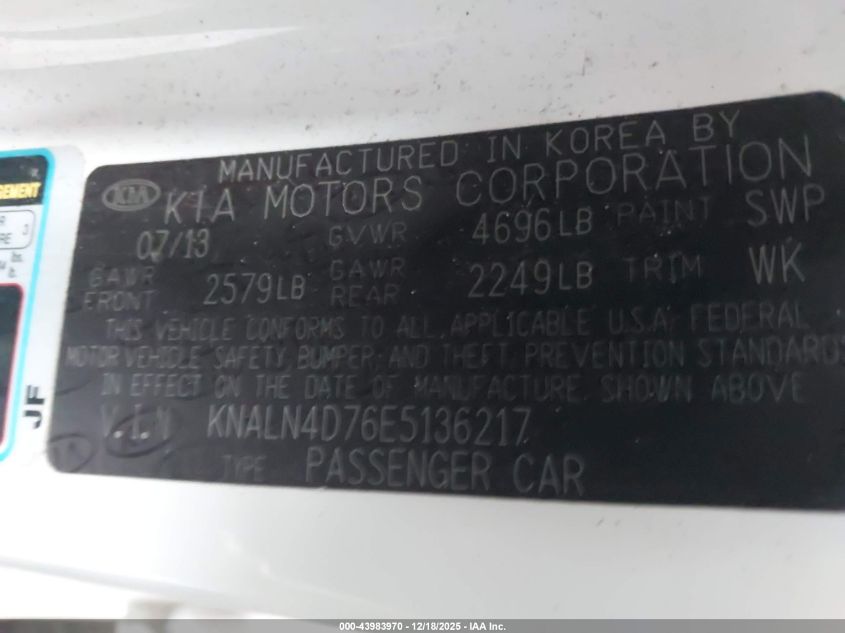 MANUFACTURED IN KOREA BY
KIA KIA MOTORS CORPORATION
07/13 GVWR 4696LB PAINT SWP
GAWR FRONT 2579LB GAWR REAR 2249LB TRIM WK
THIS VEHICLE CONFORMS TO ALL APPLICABLE U.S.A. FEDERAL
MOTOR VEHICLE SAFETY, BUMPER, AND THEFT PREVENTION STANDARDS
IN EFFECT ON THE DATE OF MANUFACTURE SHOWN ABOVE
V.I.N KNALN4D76E5136217
TYPE PASSENGER CAR
JF
000-43983970 - 12/18/2025 - IAA Inc.